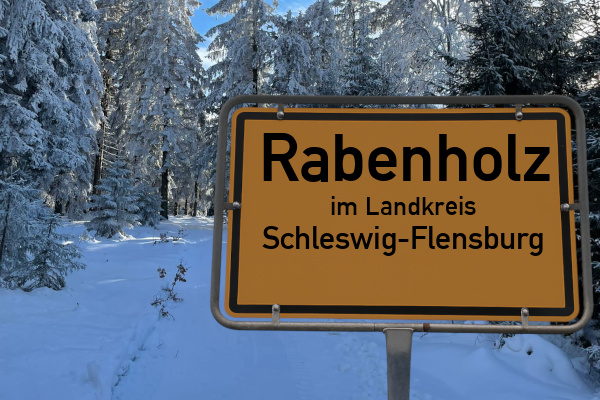 Rabenholz
im Landkreis
Schleswig-Flensburg